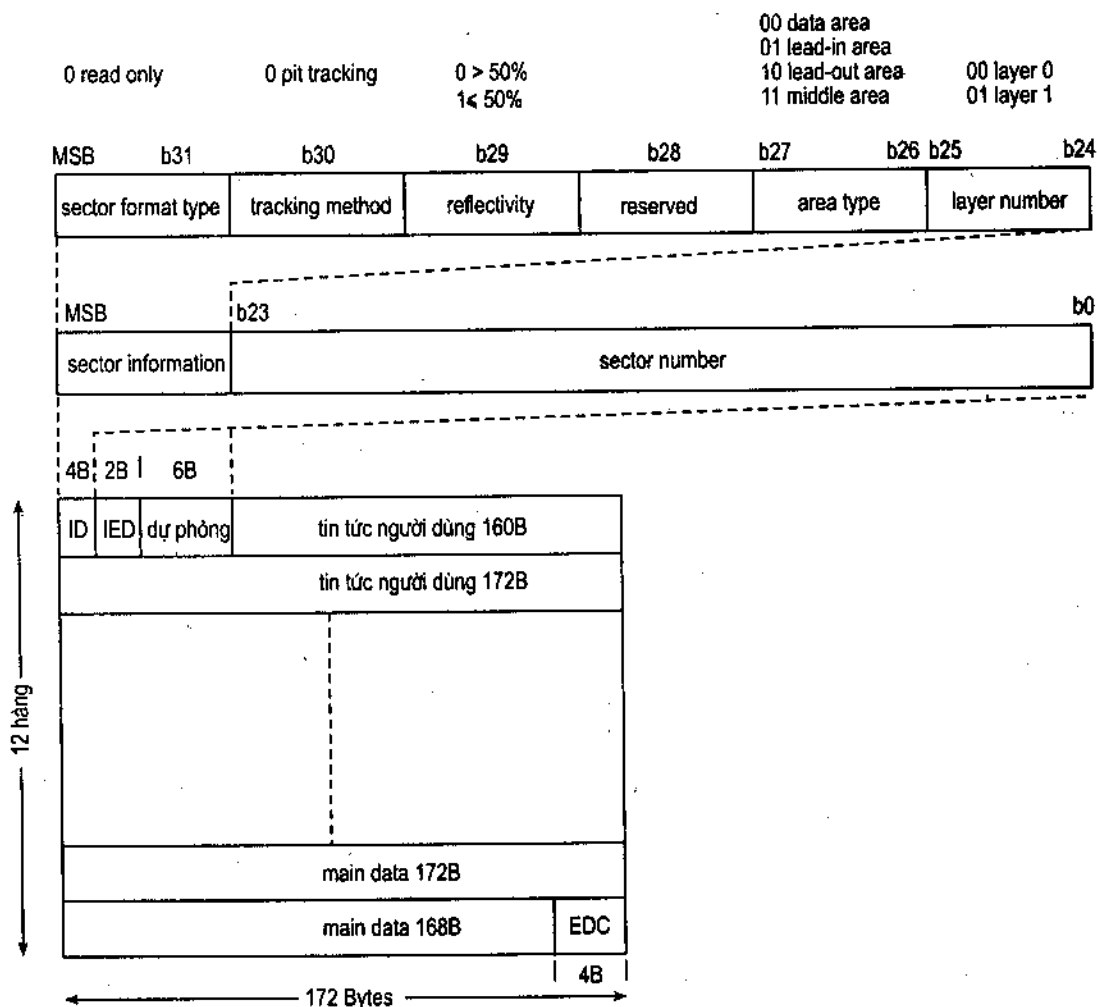 00 data area
01 lead-in area
0 read only 0 pit tracking 0 > 50% 10 lead-out area 00 layer 0
1⩽ 50% 11 middle area 01 layer 1
MSB b31 b30 b29 b28 b27 b26 b25 b24
sector format type tracking method reflectivity reserved area type layer number
MSB b23 b0
sector information sector number
4B 2B 6B
ID IED dự phòng tin tức người dùng 160B
tin tức người dùng 172B
12 hàng
main data 172B
main data 168B EDC
4B
172 Bytes